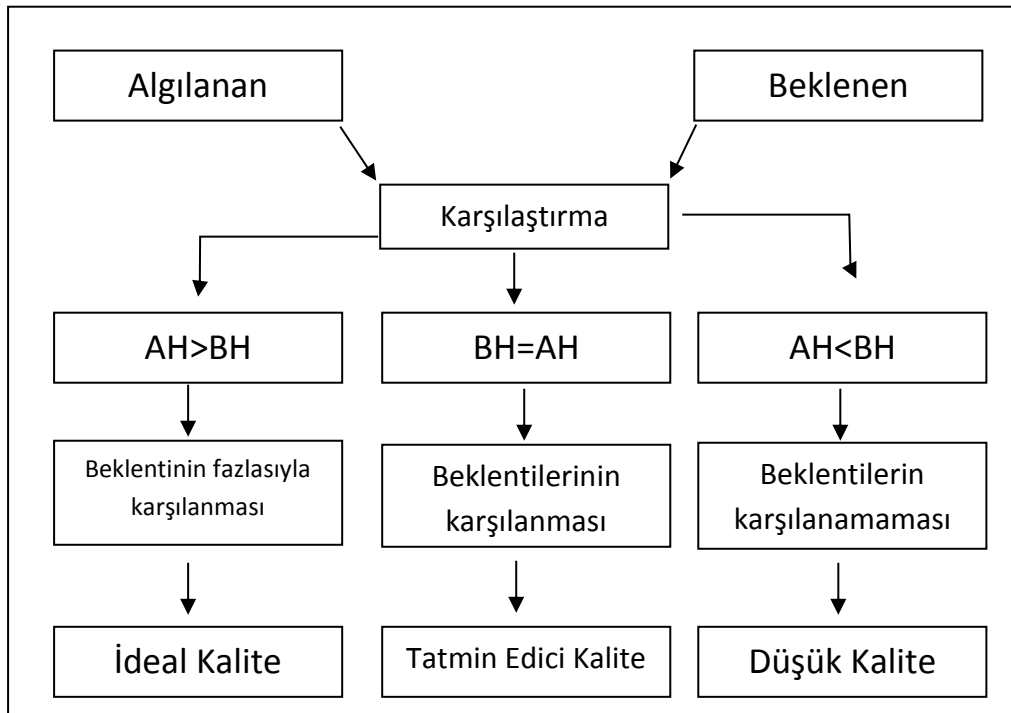 Algılanan
Beklenen
Karşılaştırma
AH>BH
BH=AH
AH<BH
Beklentinin fazlasıyla
karşılanması
Beklentilerinin
karşılanması
Beklentilerin
karşılanamaması
İdeal Kalite
Tatmin Edici Kalite
Düşük Kalite